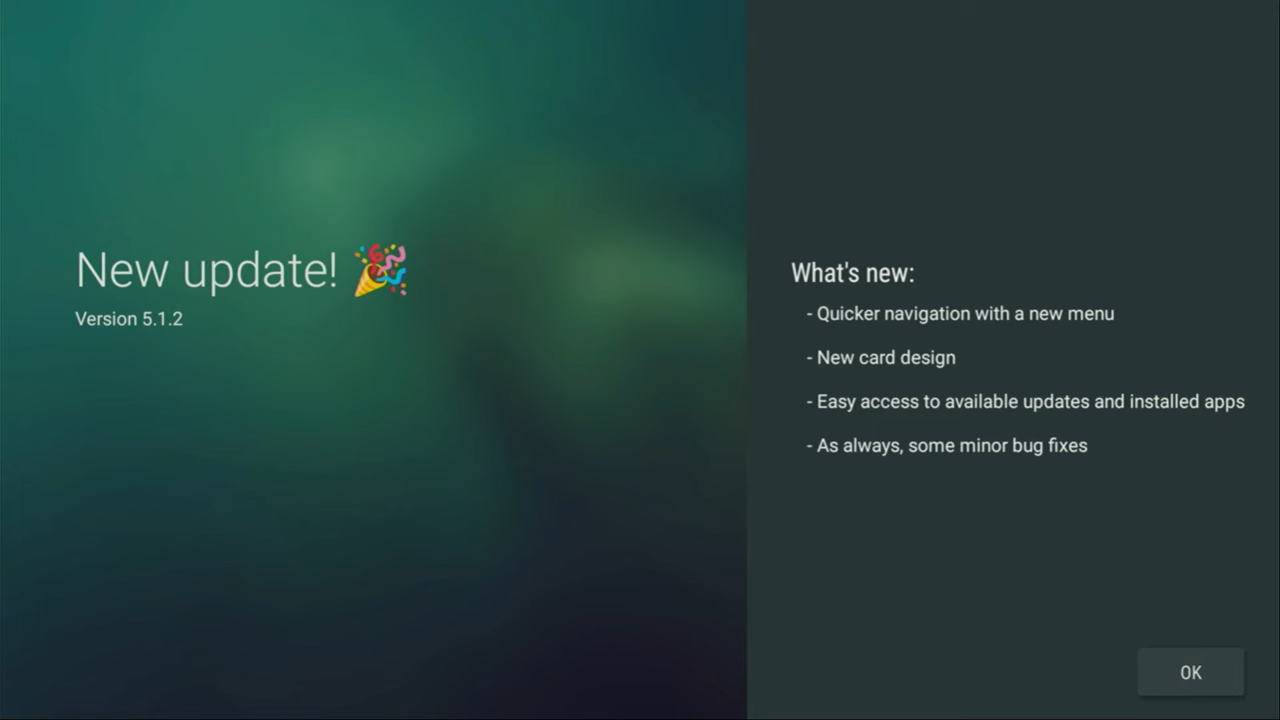 New update! 🎉
Version 5.1.2
What's new:
- Quicker navigation with a new menu
- New card design
- Easy access to available updates and installed apps
- As always, some minor bug fixes
OK